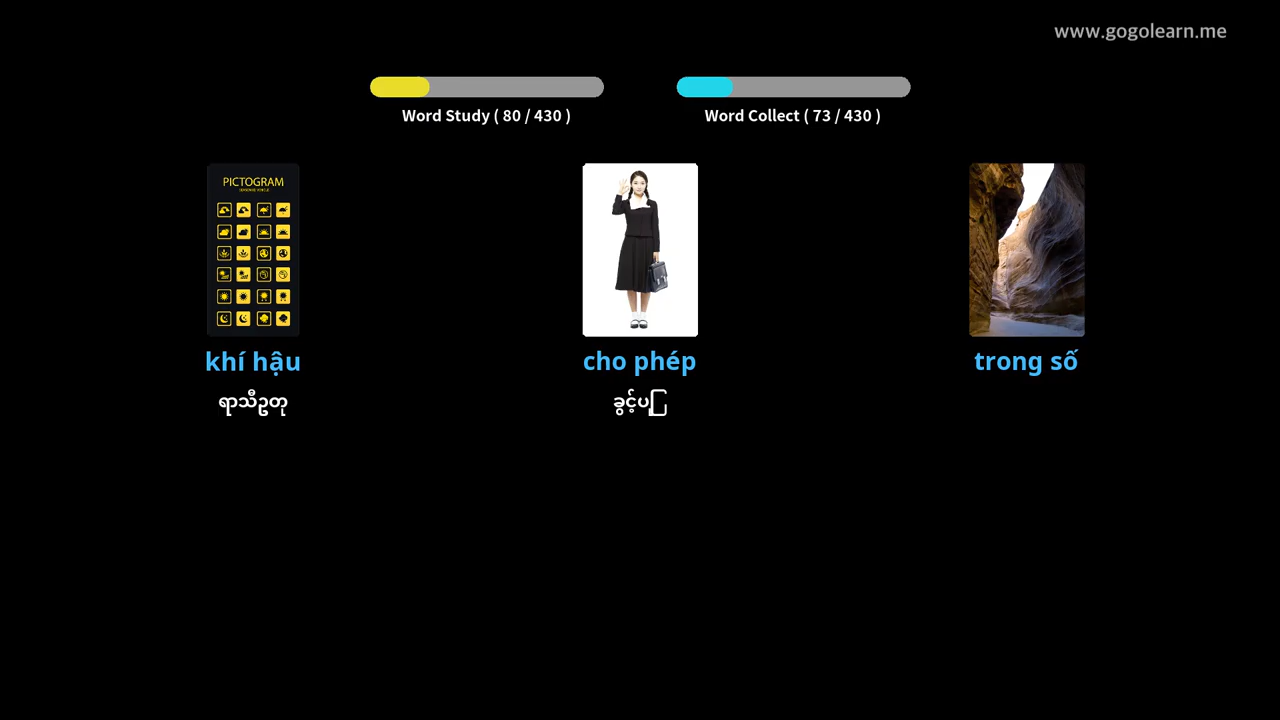 www.gogolearn.me
Word Study ( 80 / 430 )
Word Collect ( 73 / 430 )
PICTOGRAM
khí hậu
cho phép
trong số
ရာသီဥတု
ခွင့်ပြု